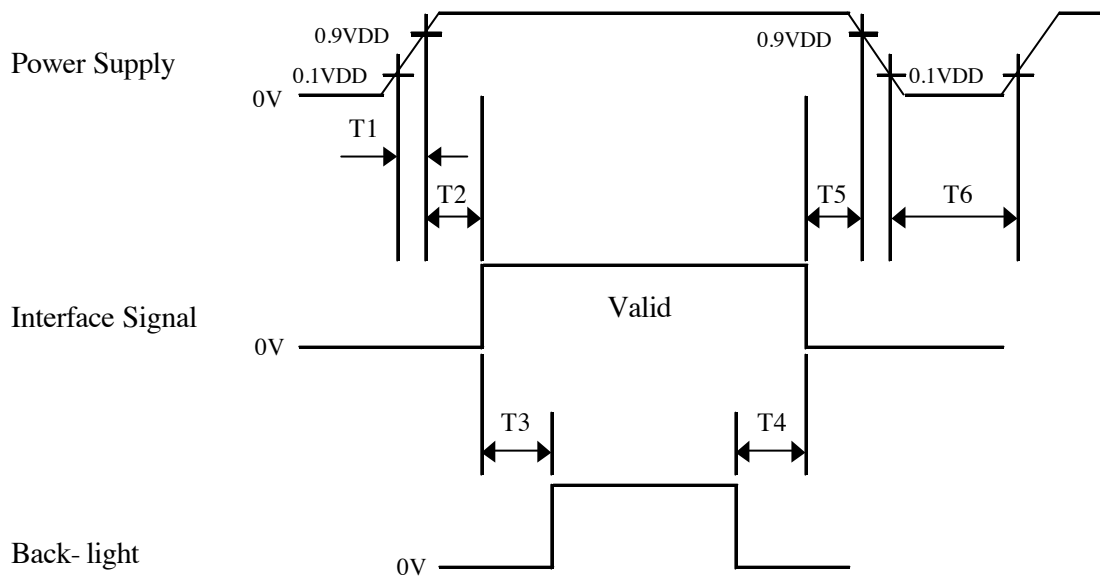 0.9VDD
0.9VDD
Power Supply
0.1VDD
0.1VDD
0V
T1
T2
T5
T6
Valid
Interface Signal
0V
T3
T4
Back- light
0V